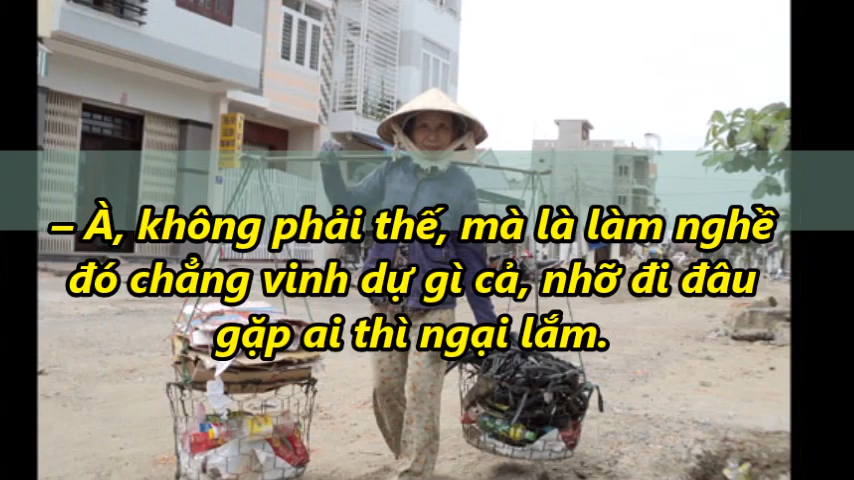 – À, không phải thế, mà là làm nghề
đó chẳng vinh dự gì cả, nhỡ đi đâu
gặp ai thì ngại lắm.